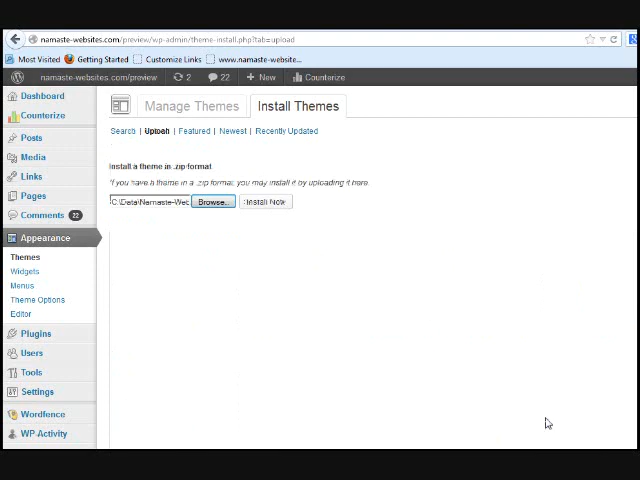 namaste-websites.com/preview/wp-admin/theme-install.php?tab=upload
Most Visited Getting Started Customize Links www.namaste-websites....
namaste-websites.com/preview 2 22 + New Counterize
Dashboard
Counterize
Posts
Media
Links
Pages
Comments 22
Appearance
Themes
Widgets
Menus
Theme Options
Editor
Plugins
Users
Tools
Settings
Wordfence
WP-Activity
Manage Themes Install Themes
Search | Upload | Featured | Newest | Recently Updated
Install a theme in .zip format
If you have a theme in a .zip format, you may install it by uploading it here.
C:\Data\Namaste-Web Browse... Install Now